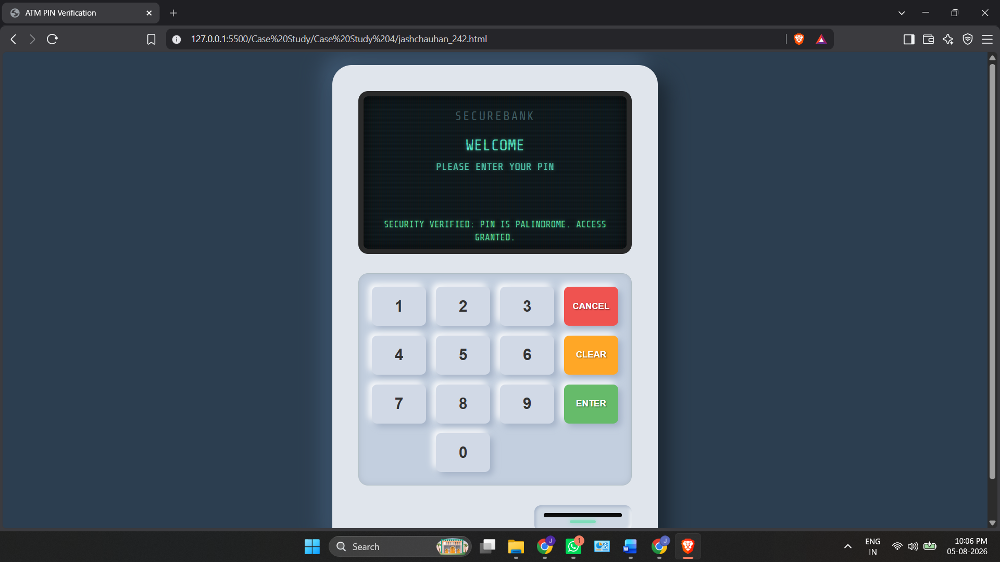 ATM PIN Verification
127.0.0.1:5500/Case%20Study/Case%20Study%204/jashchauhan_242.html
SECUREBANK
WELCOME
PLEASE ENTER YOUR PIN
SECURITY VERIFIED: PIN IS PALINDROME. ACCESS
GRANTED.
1 2 3 CANCEL
4 5 6 CLEAR
7 8 9 ENTER
0
Search
J
1
W
J
ENG
IN
10:06 PM
05-08-2026